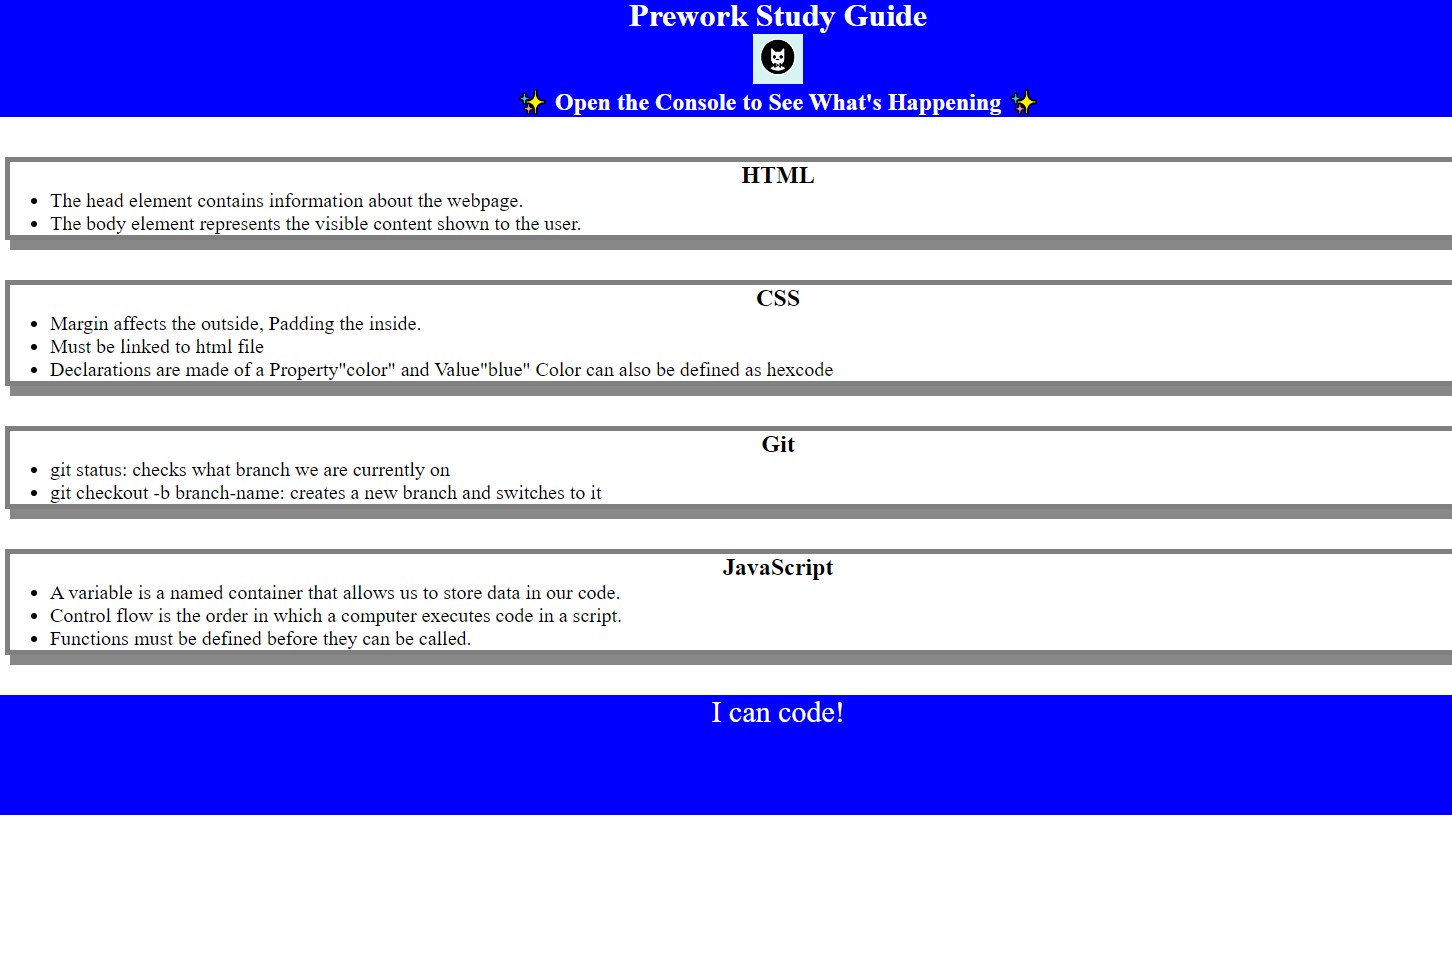 Prework Study Guide
✨ Open the Console to See What's Happening ✨
HTML
• The head element contains information about the webpage.
• The body element represents the visible content shown to the user.
CSS
• Margin affects the outside, Padding the inside.
• Must be linked to html file
• Declarations are made of a Property"color" and Value"blue" Color can also be defined as hexcode
Git
• git status: checks what branch we are currently on
• git checkout -b branch-name: creates a new branch and switches to it
JavaScript
• A variable is a named container that allows us to store data in our code.
• Control flow is the order in which a computer executes code in a script.
• Functions must be defined before they can be called.
I can code!